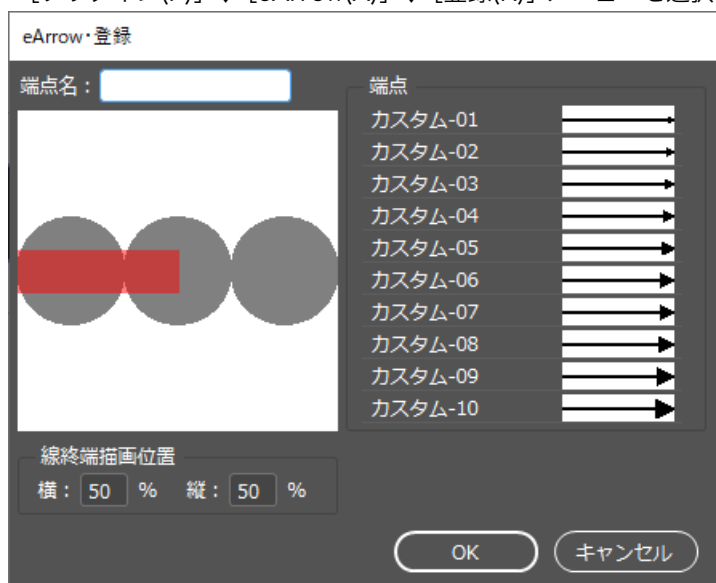 eArrow･登録
端点名：
端点
カスタム-01
カスタム-02
カスタム-03
カスタム-04
カスタム-05
カスタム-06
カスタム-07
カスタム-08
カスタム-09
カスタム-10
線終端描画位置
横： 50 % 縦： 50 %
OK キャンセル